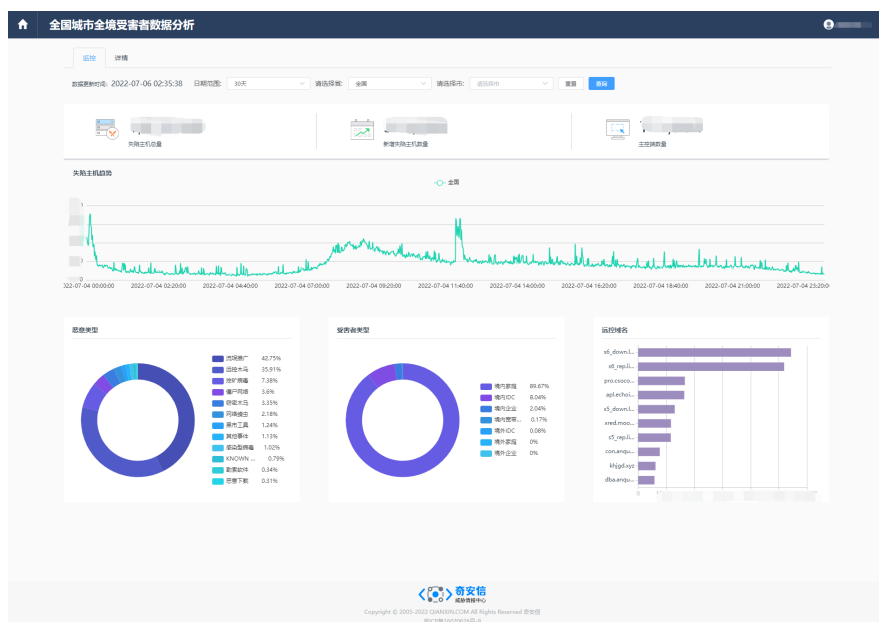 全国城市全境受害者数据分析
监控 详情
数据更新时间: 2022-07-06 02:35:38 日期范围: 30天 请选择省: 全国 请选择市: 请选择市 重置 查询
失陷主机总量 新增失陷主机数量 主控端数量
失陷主机趋势
全国
0
022-07-04 00:00:00 2022-07-04 02:20:00 2022-07-04 04:40:00 2022-07-04 07:00:00 2022-07-04 09:20:00 2022-07-04 11:40:00 2022-07-04 14:00:00 2022-07-04 16:20:00 2022-07-04 18:40:00 2022-07-04 21:00:00 2022-07-04 23:20:00
恶意类型
流氓推广 42.75%
远控木马 35.91%
挖矿病毒 7.38%
僵尸网络 3.6%
窃密木马 3.35%
网络蠕虫 2.18%
黑市工具 1.24%
其他事件 1.13%
感染型病毒 1.02%
KNOWN ... 0.79%
勒索软件 0.34%
恶意下载 0.31%
受害者类型
境内家庭 89.67%
境内IDC 8.04%
境内企业 2.04%
境内宽带... 0.17%
境外IDC 0.08%
境外家庭 0%
境外企业 0%
远控域名
s6_down.l...
s6_rep.li...
pro.csoco...
apl.echoi...
s5_down.l...
xred.moo...
s5_rep.li...
con.anqu...
khjgd.xyz
dba.anqu...
0
奇安信
威胁情报中心
Copyright © 2005-2022 QIANXIN.COM All Rights Reserved 奇安信